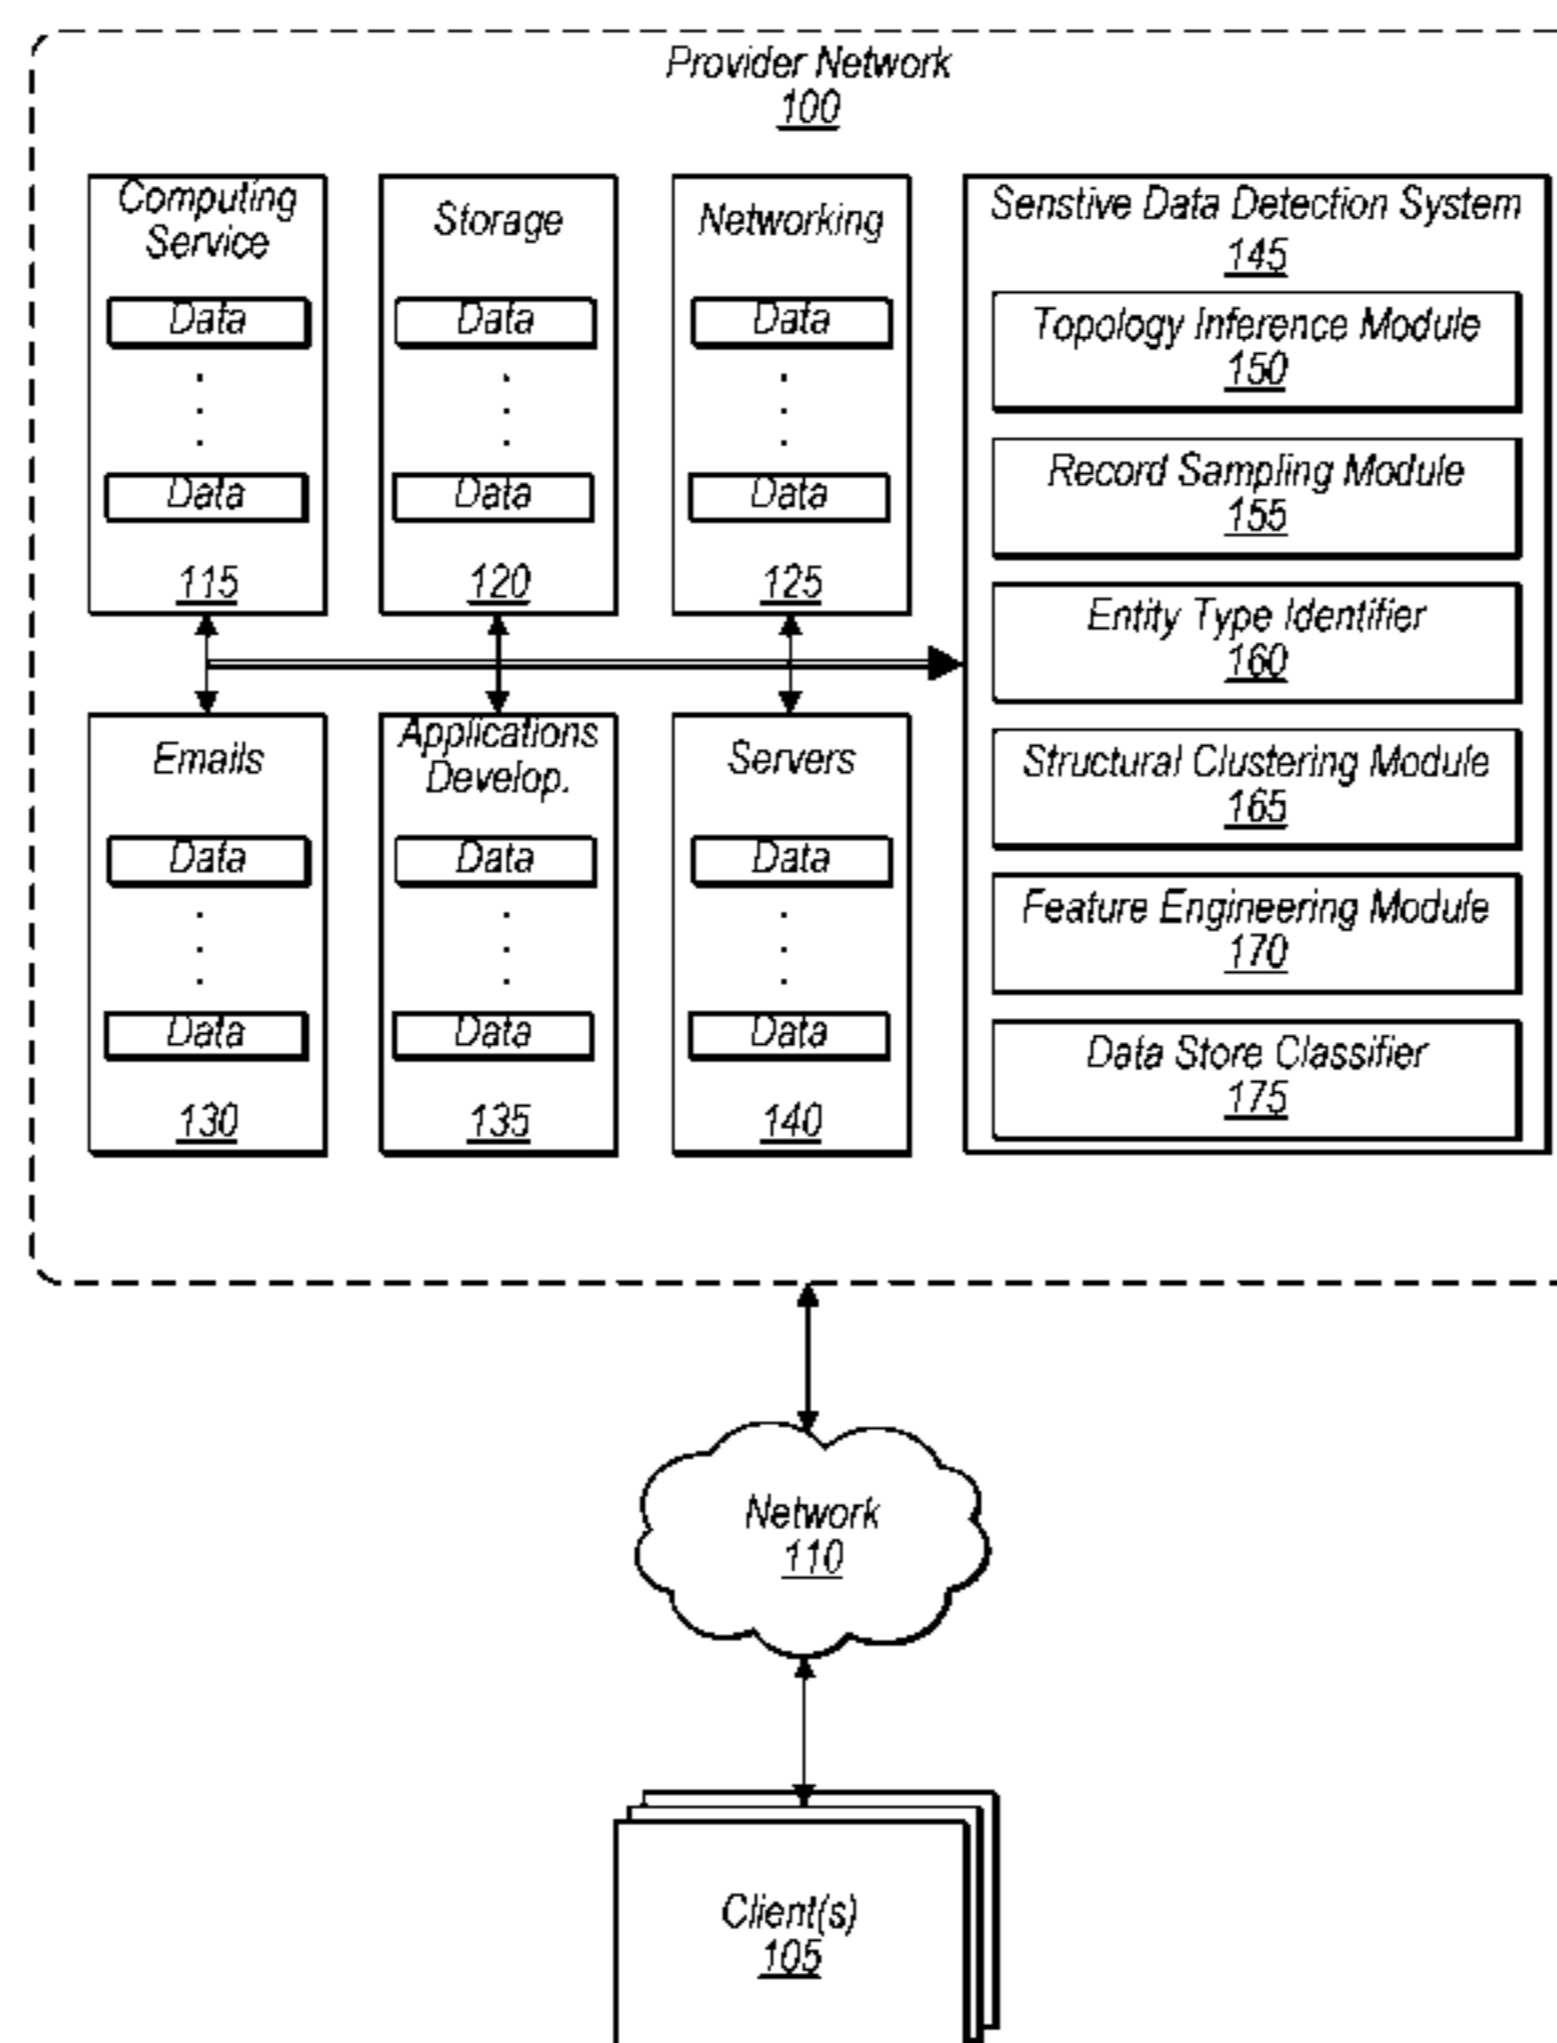 Provider Network
100
Computing
Service
Data
Data
115
Storage
Data
Data
120
Networking
Data
Data
125
Emails
Data
Data
130
Applications
Develop.
Data
Data
135
Servers
Data
Data
140
Senstive Data Detection System
145
Topology Inference Module
150
Record Sampling Module
155
Entity Type Identifier
160
Structural Clustering Module
165
Feature Engineering Module
170
Data Store Classifier
175
Network
110
Client(s)
105